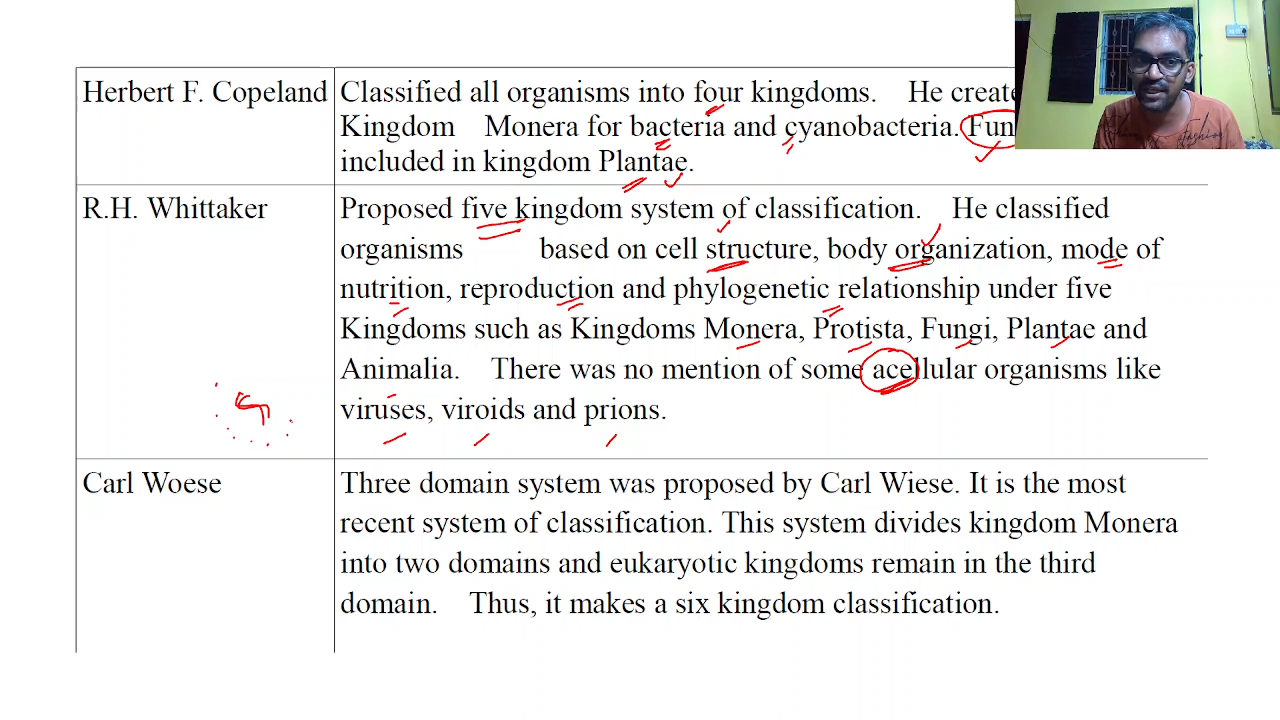 Herbert F. Copeland
Classified all organisms into four kingdoms. He create
Kingdom Monera for bacteria and cyanobacteria. Fun
included in kingdom Plantae.
R.H. Whittaker
Proposed five kingdom system of classification. He classified
organisms based on cell structure, body organization, mode of
nutrition, reproduction and phylogenetic relationship under five
Kingdoms such as Kingdoms Monera, Protista, Fungi, Plantae and
Animalia. There was no mention of some acellular organisms like
viruses, viroids and prions.
Carl Woese
Three domain system was proposed by Carl Wiese. It is the most
recent system of classification. This system divides kingdom Monera
into two domains and eukaryotic kingdoms remain in the third
domain. Thus, it makes a six kingdom classification.